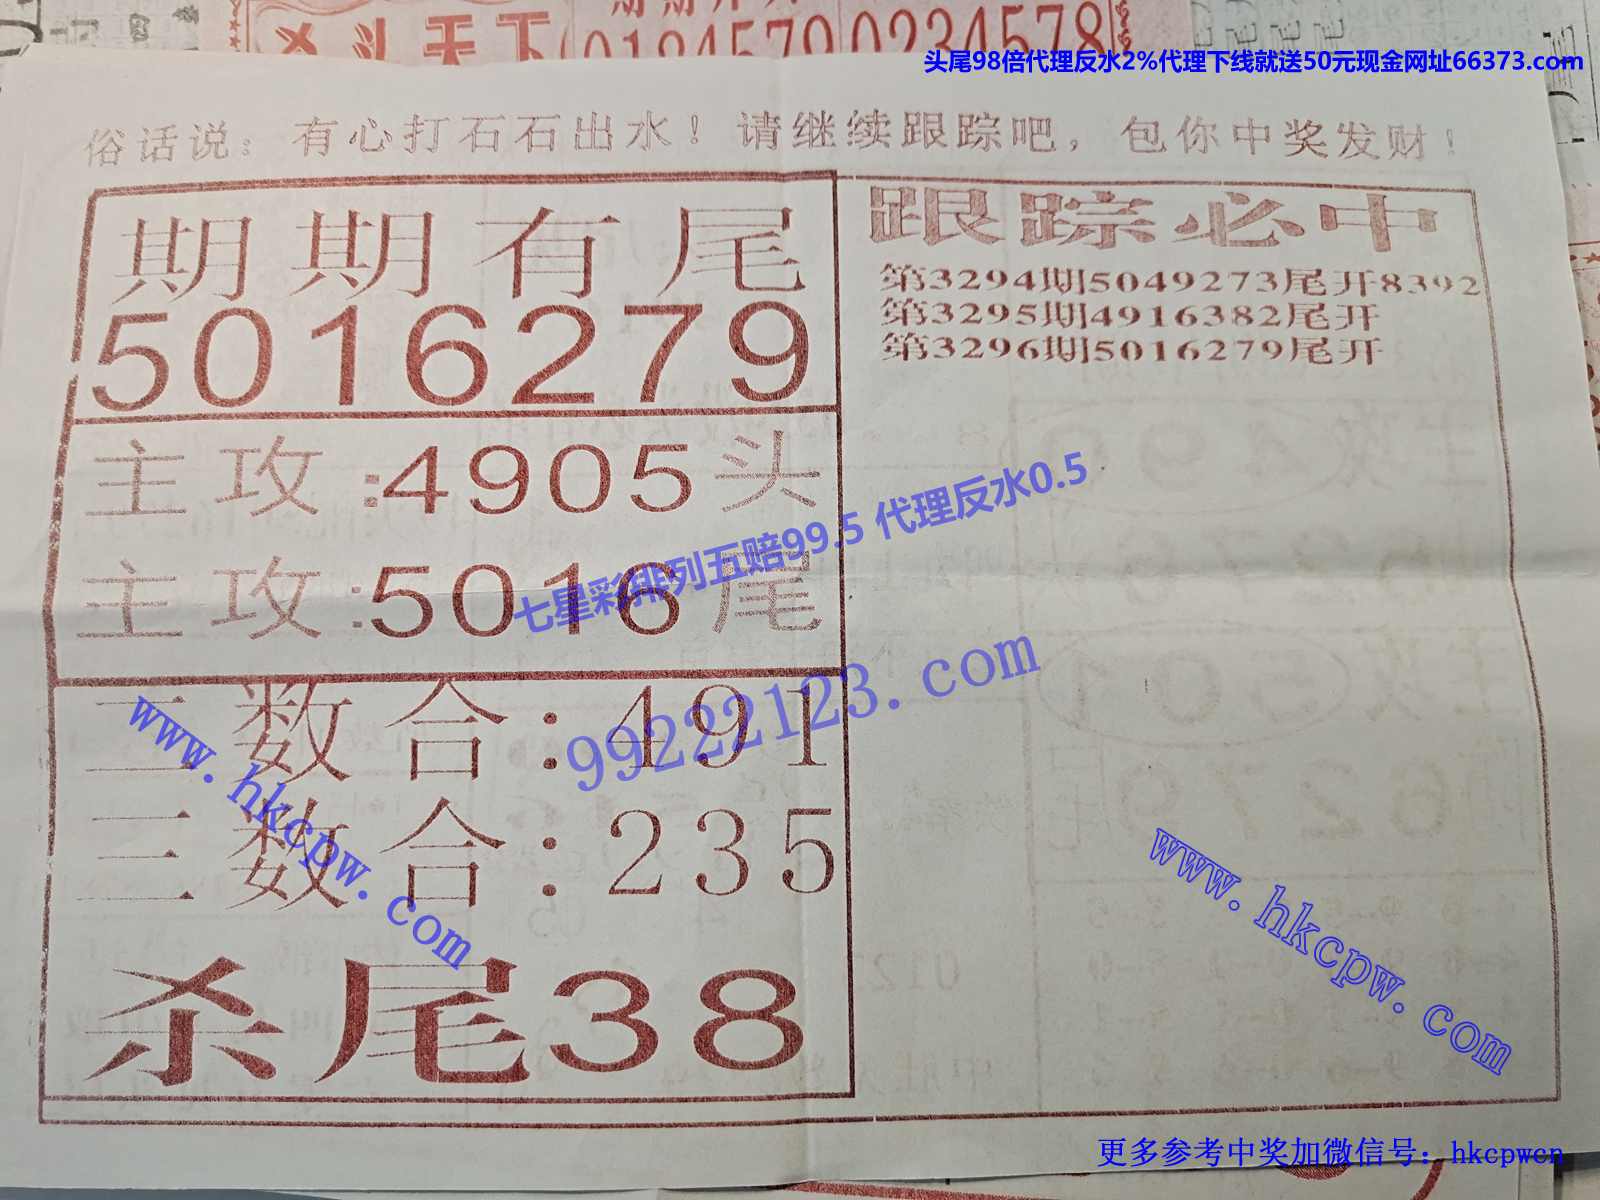 头天下
01245790234578
头尾98倍代理反水2%代理下线就送50元现金网址66373.com
俗话说：有心打石石出水！请继续跟踪吧，包你中奖发财！
期期有尾
5016279
主攻:4905头
主攻:5016尾
二数合:491
三数合:235
杀尾38
跟踪必中
第3294期5049273尾开8392
第3295期4916382尾开
第3296期5016279尾开
七星彩排列五赔99.5 代理反水0.5
99222123.com
www.hkcpw.com
www.hkcpw.com
更多参考中奖加微信号：hkcpwcn